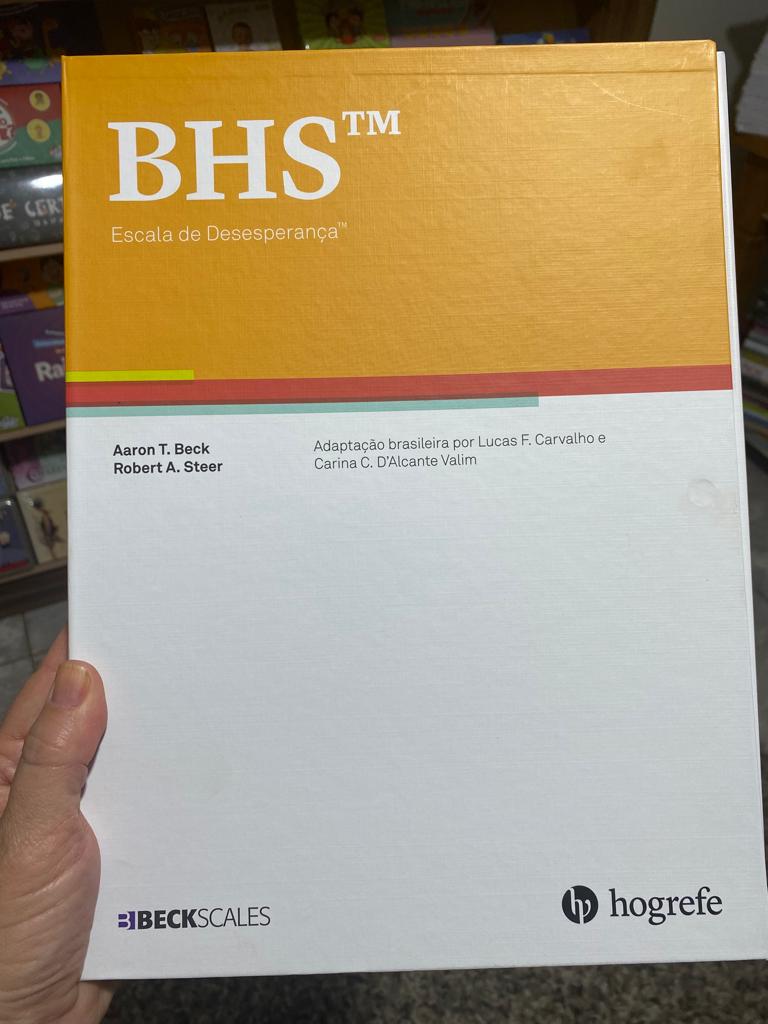 BHS™
Escala de Desesperança™
Aaron T. Beck
Robert A. Steer
Adaptação brasileira por Lucas F. Carvalho e
Carina C. D'Alcante Valim
BECKSCALES
hogrefe